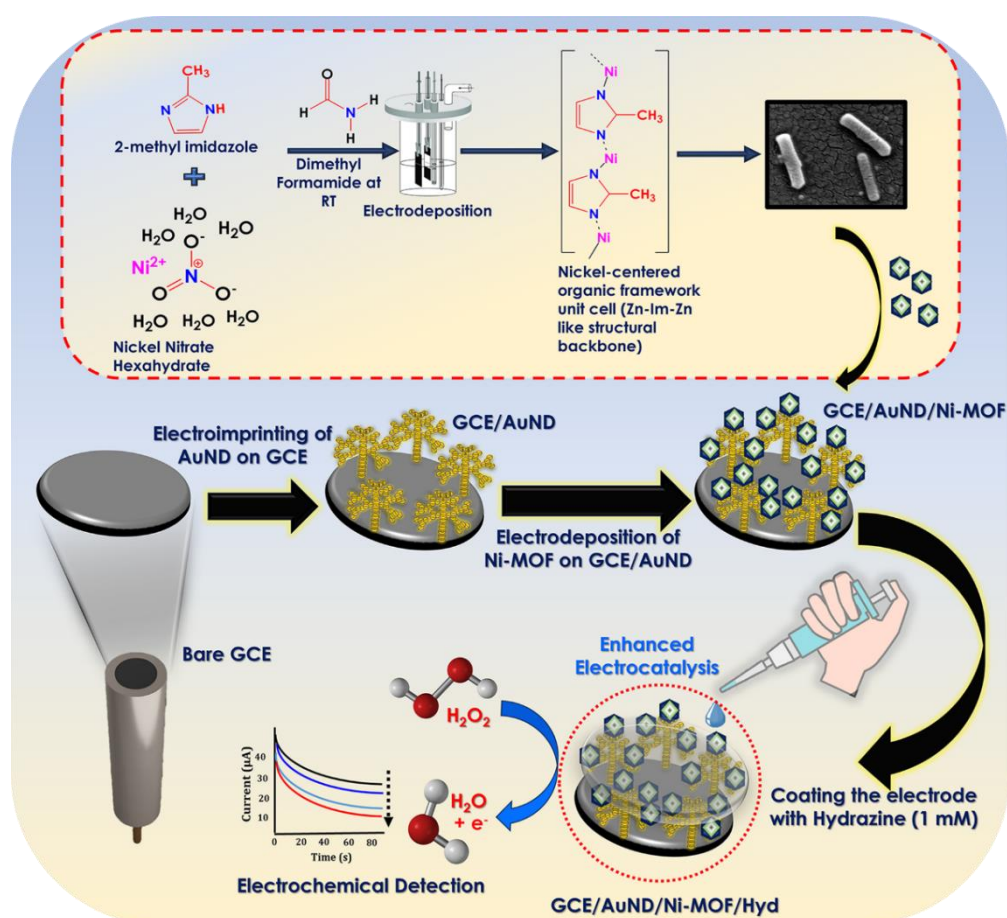 CH₃
N
NH
2-methyl imidazole
+
H₂O
H₂O
H₂O
O⁻
Ni²⁺
N
⊕
O
O⁻
H₂O
H₂O
H₂O
Nickel Nitrate
Hexahydrate
O
H
N
H
H
Dimethyl
Formamide at
RT
Electrodeposition
Ni
N
CH₃
N
Ni
N
CH₃
N
Ni
Nickel-centered
organic framework
unit cell (Zn-Im-Zn
like structural
backbone)
GCE/AuND/Ni-MOF
GCE/AuND
Electroimprinting of
AuND on GCE
Electrodeposition of
Ni-MOF on GCE/AuND
Bare GCE
Enhanced
Electrocatalysis
H₂O₂
H₂O
+ e⁻
Current (µA)
40
30
20
10
0 20 40 60 80
Time (s)
Electrochemical Detection
Coating the electrode
with Hydrazine (1 mM)
GCE/AuND/Ni-MOF/Hyd